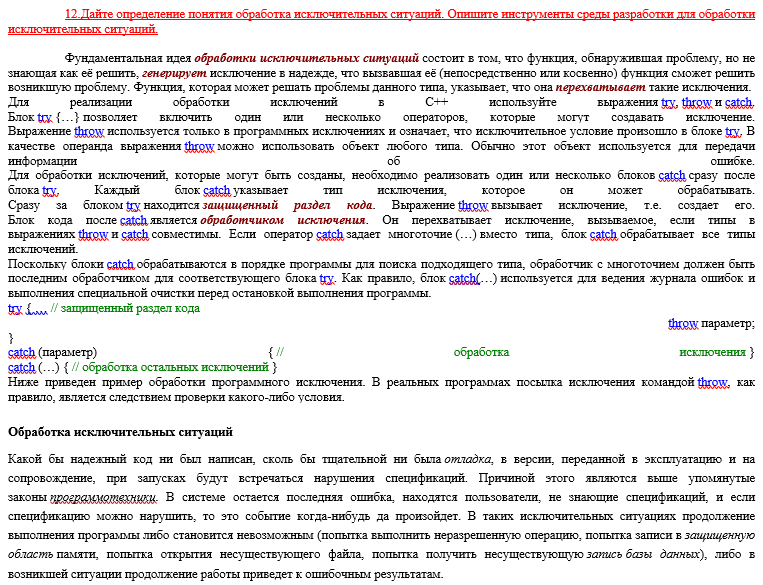 12.Дайте определение понятия обработка исключительных ситуаций. Опишите инструменты среды разработки для обработки
исключительных ситуаций.
Фундаментальная идея обработки исключительных ситуаций состоит в том, что функция, обнаружившая проблему, но не
знающая как её решить, генерирует исключение в надежде, что вызвавшая её (непосредственно или косвенно) функция сможет решить
возникшую проблему. Функция, которая может решать проблемы данного типа, указывает, что она перехватывает такие исключения.
Для реализации обработки исключений в C++ используйте выражения try, throw и catch.
Блок try {…} позволяет включить один или несколько операторов, которые могут создавать исключение.
Выражение throw используется только в программных исключениях и означает, что исключительное условие произошло в блоке try. В
качестве операнда выражения throw можно использовать объект любого типа. Обычно этот объект используется для передачи
информации об ошибке.
Для обработки исключений, которые могут быть созданы, необходимо реализовать один или несколько блоков catch сразу после
блока try. Каждый блок catch указывает тип исключения, которое он может обрабатывать.
Сразу за блоком try находится защищенный раздел кода. Выражение throw вызывает исключение, т.е. создает его.
Блок кода после catch является обработчиком исключения. Он перехватывает исключение, вызываемое, если типы в
выражениях throw и catch совместимы. Если оператор catch задает многоточие (…) вместо типа, блок catch обрабатывает все типы
исключений.
Поскольку блоки catch обрабатываются в порядке программы для поиска подходящего типа, обработчик с многоточием должен быть
последним обработчиком для соответствующего блока try. Как правило, блок catch(…) используется для ведения журнала ошибок и
выполнения специальной очистки перед остановкой выполнения программы.
try { … // защищенный раздел кода
throw параметр;
}
catch (параметр) { // обработка исключения }
catch (…) { // обработка остальных исключений }
Ниже приведен пример обработки программного исключения. В реальных программах посылка исключения командой throw, как
правило, является следствием проверки какого-либо условия.
Обработка исключительных ситуаций
Какой бы надежный код ни был написан, сколь бы тщательной ни была отладка, в версии, переданной в эксплуатацию и на
сопровождение, при запусках будут встречаться нарушения спецификаций. Причиной этого являются выше упомянутые
законы программотехники. В системе остается последняя ошибка, находятся пользователи, не знающие спецификаций, и если
спецификацию можно нарушить, то это событие когда-нибудь да произойдет. В таких исключительных ситуациях продолжение
выполнения программы либо становится невозможным (попытка выполнить неразрешенную операцию, попытка записи в защищенную
область памяти, попытка открытия несуществующего файла, попытка получить несуществующую запись базы данных), либо в
возникшей ситуации продолжение работы приведет к ошибочным результатам.